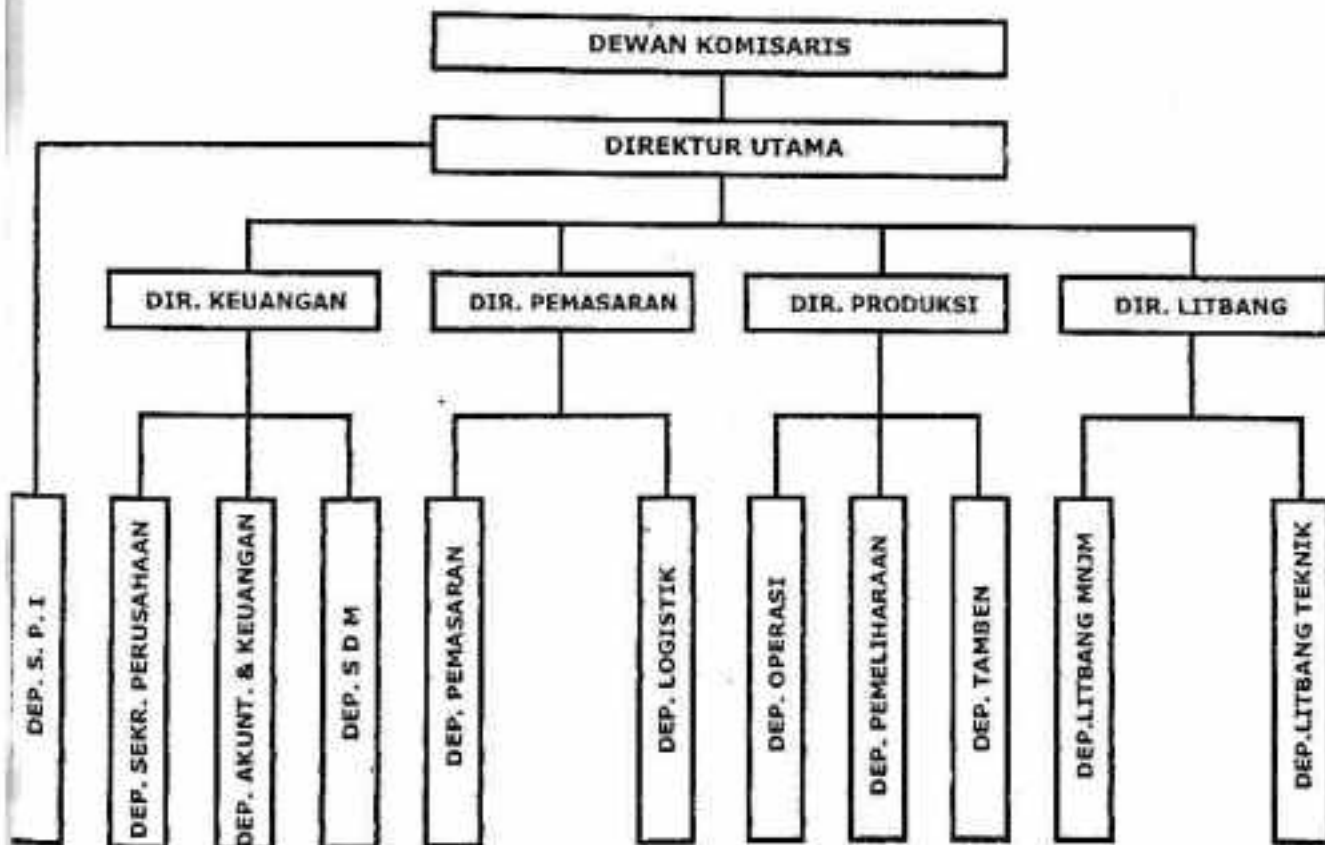 DEWAN KOMISARIS
DIREKTUR UTAMA
DIR. KEUANGAN
DIR. PEMASARAN
DIR. PRODUKSI
DIR. LITBANG
DEP. S. P. I
DEP. SEKR. PERUSAHAAN
DEP. AKUNT. & KEUANGAN
DEP. S D M
DEP. PEMASARAN
DEP. LOGISTIK
DEP. OPERASI
DEP. PEMELIHARAAN
DEP. TAMBEN
DEP.LITBANG MNJM
DEP.LITBANG TEKNIK